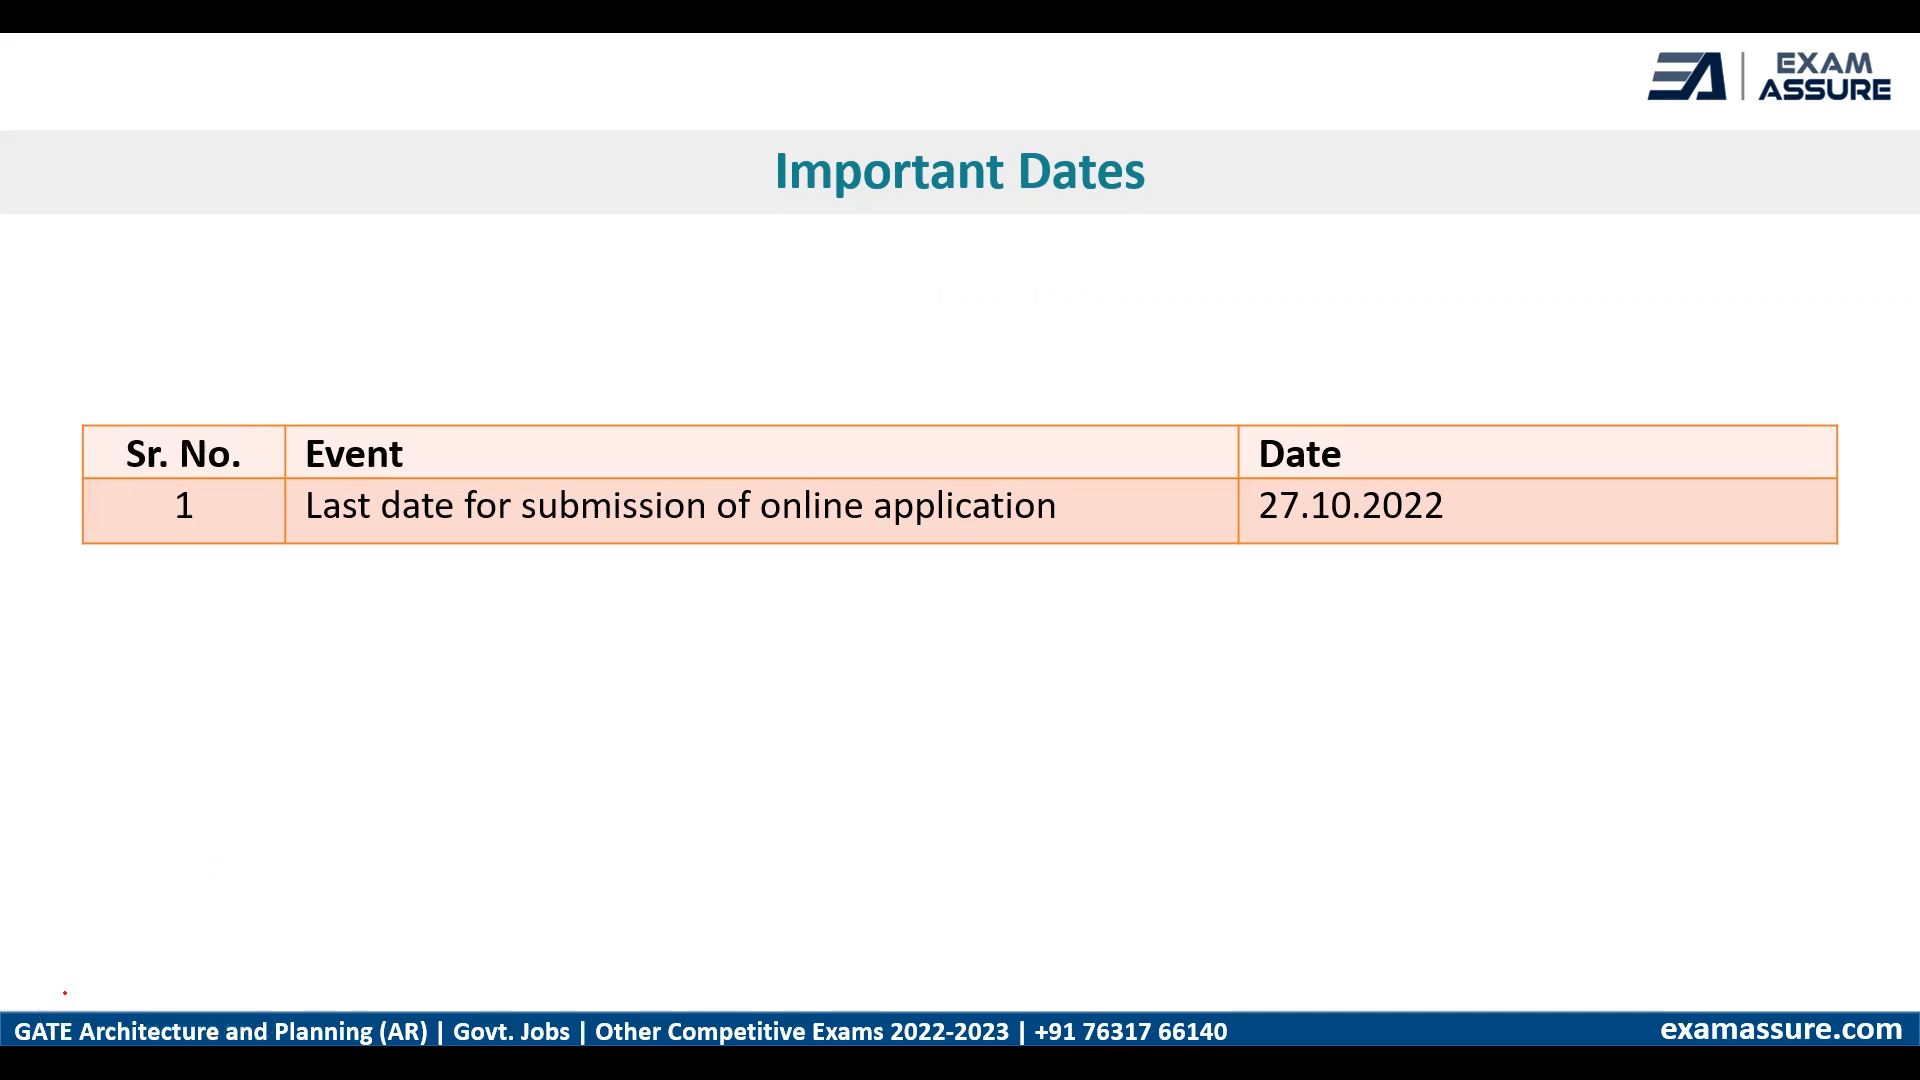 EXAM
ASSURE
Important Dates
Sr. No. Event Date
1 Last date for submission of online application 27.10.2022
GATE Architecture and Planning (AR) | Govt. Jobs | Other Competitive Exams 2022-2023 | +91 76317 66140 examassure.com